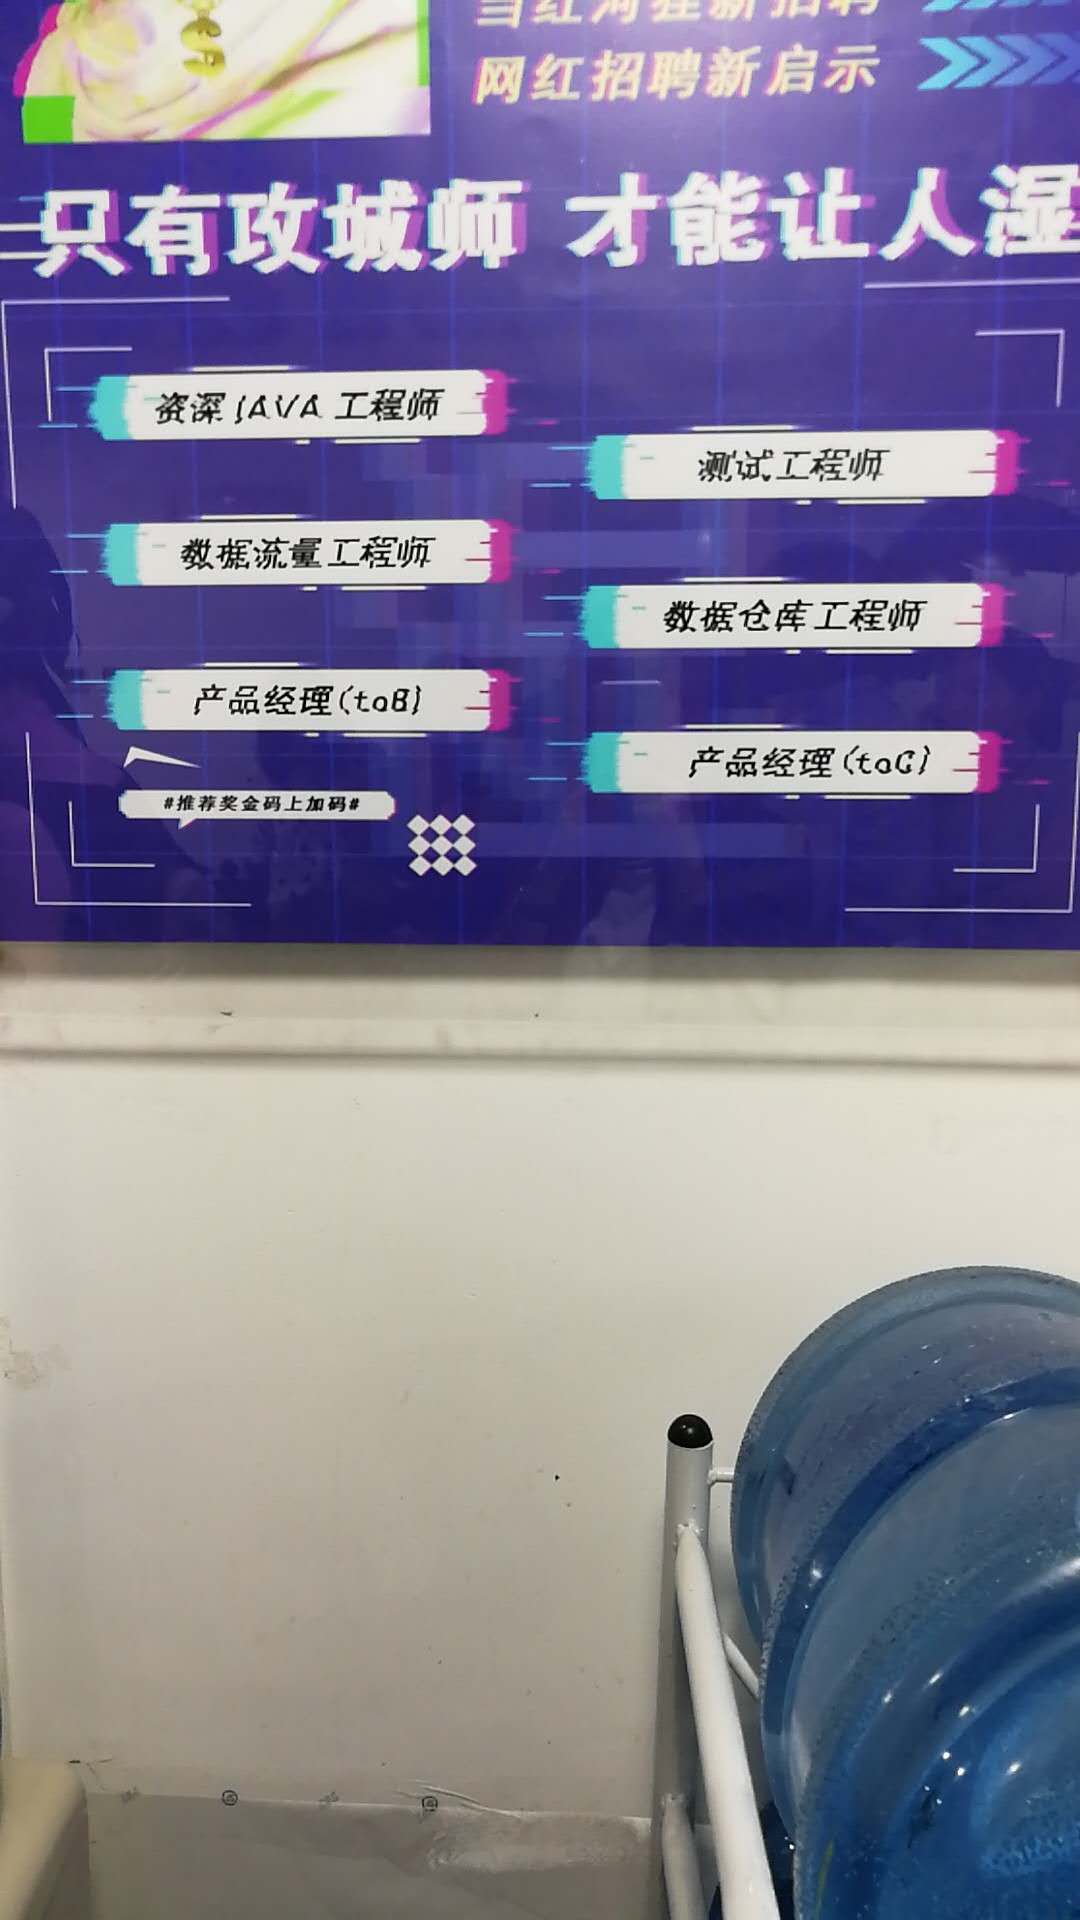 网红招聘新启示
只有攻城师 才能让人湿
资深JAVA工程师
测试工程师
数据流量工程师
数据仓库工程师
产品经理(toB)
产品经理(toC)
#推荐奖金码上加码#